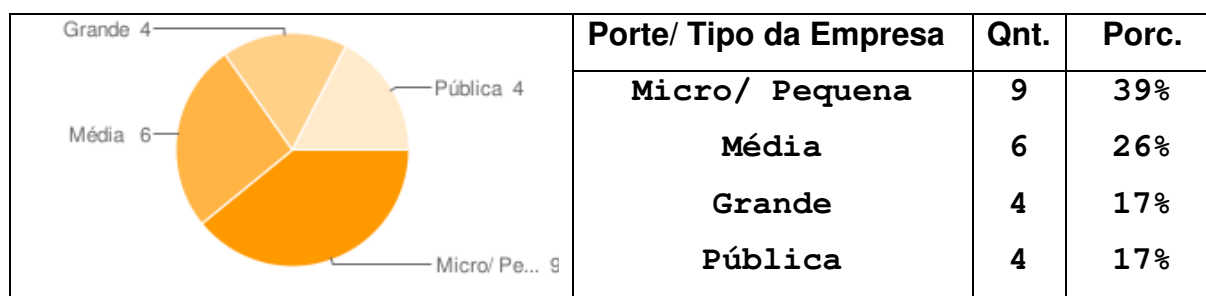 Grande 4
Pública 4
Média 6
Micro/ Pe... 9
Porte/ Tipo da Empresa Qnt. Porc.
Micro/ Pequena 9 39%
Média 6 26%
Grande 4 17%
Pública 4 17%